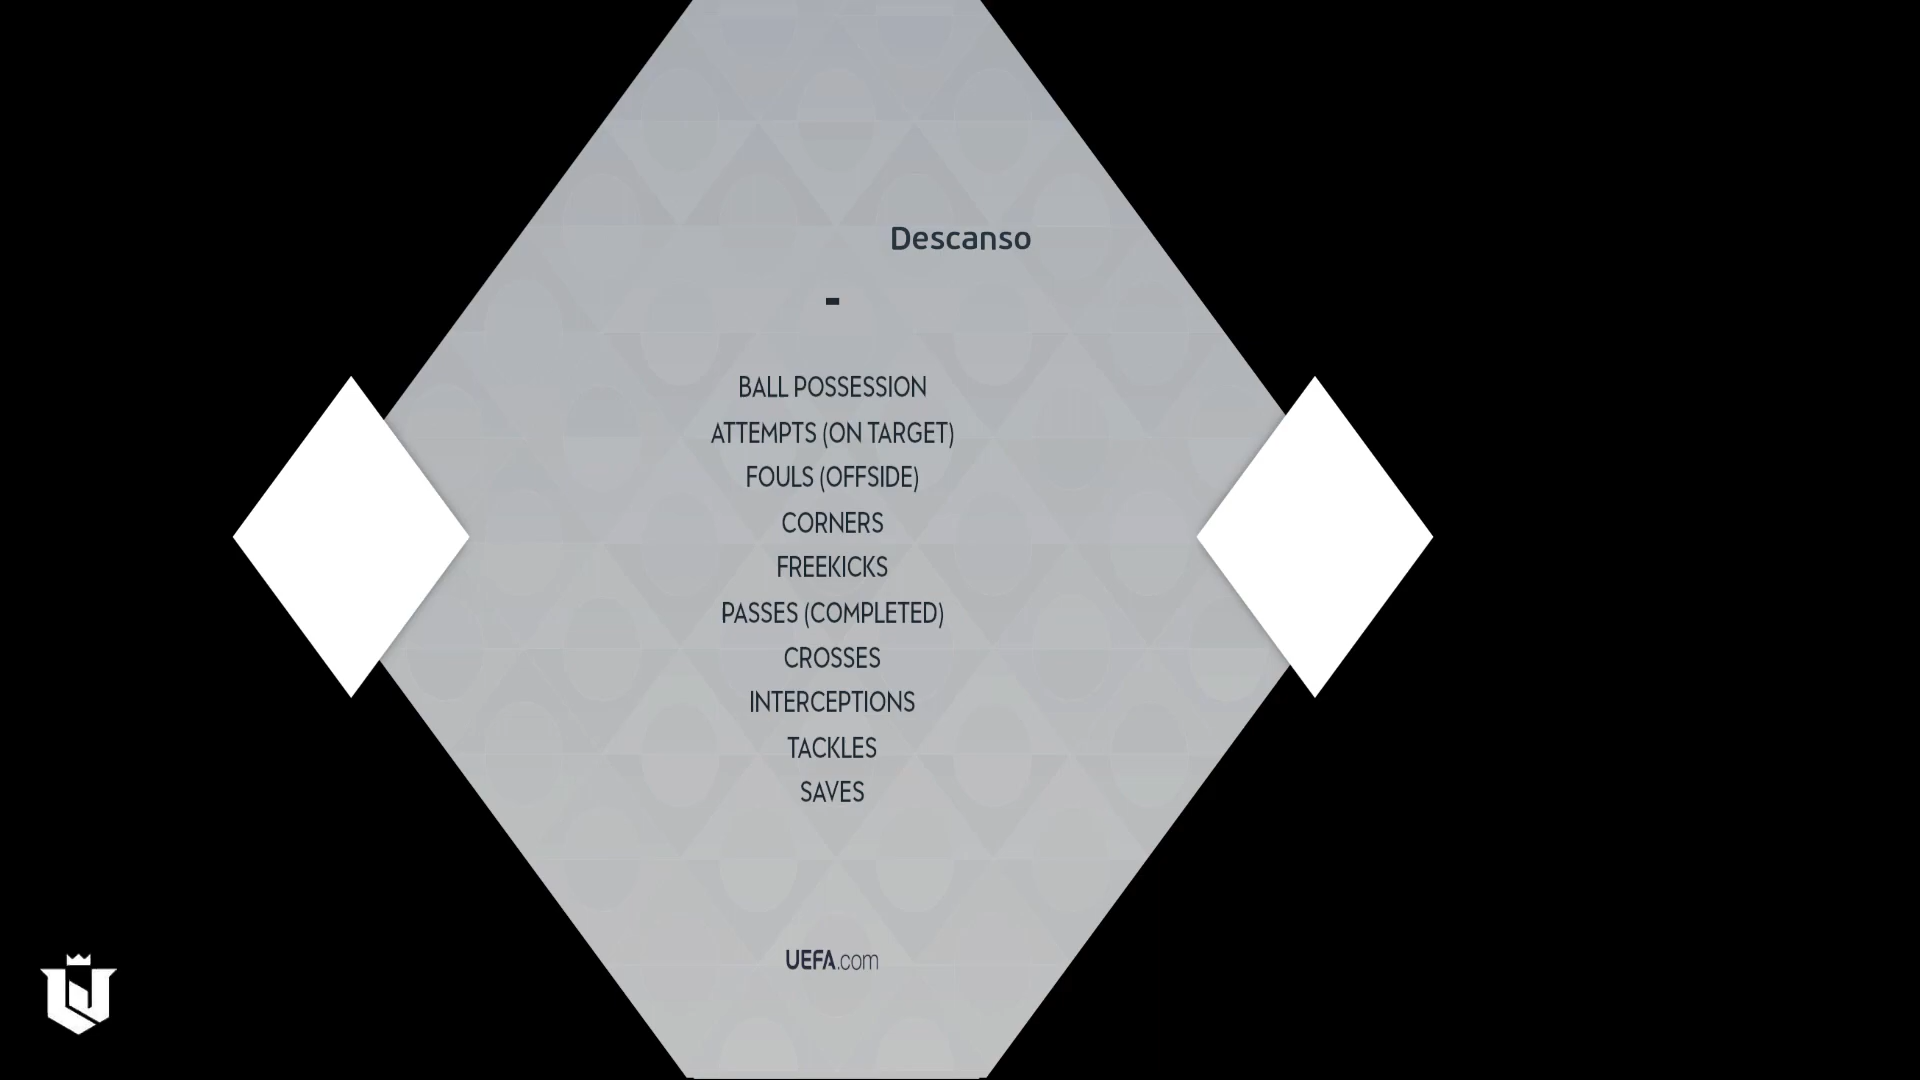 Descanso
-
BALL POSSESSION
ATTEMPTS (ON TARGET)
FOULS (OFFSIDE)
CORNERS
FREEKICKS
PASSES (COMPLETED)
CROSSES
INTERCEPTIONS
TACKLES
SAVES
UEFA.com